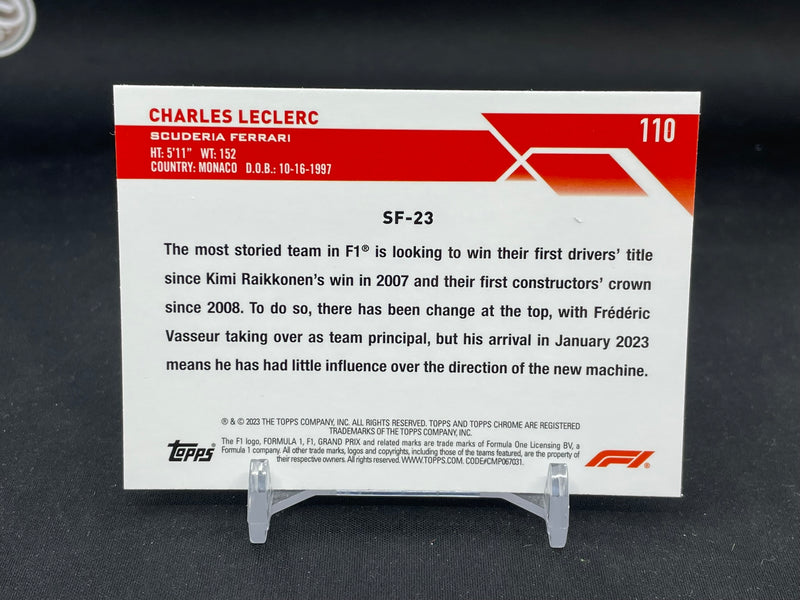 CHARLES LECLERC
110
SCUDERIA FERRARI
HT: 5'11" WT: 152
COUNTRY: MONACO D.O.B.: 10-16-1997
SF-23
The most storied team in F1® is looking to win their first drivers' title
since Kimi Raikkonen's win in 2007 and their first constructors' crown
since 2008. To do so, there has been change at the top, with Frédéric
Vasseur taking over as team principal, but his arrival in January 2023
means he has had little influence over the direction of the new machine.
® & © 2023 THE TOPPS COMPANY, INC. ALL RIGHTS RESERVED. TOPPS AND TOPPS CHROME ARE REGISTERED
TRADEMARKS OF THE TOPPS COMPANY, INC.
The F1 logo, FORMULA 1, F1, GRAND PRIX and related marks are trade marks of Formula One Licensing BV, a
Formula 1 company. All other trade marks, logos and copyrights, including those of the teams featured, are the property of
their respective owners. All rights reserved. WWW.TOPPS.COM. CODE#CMP067031.
Topps®
F1®